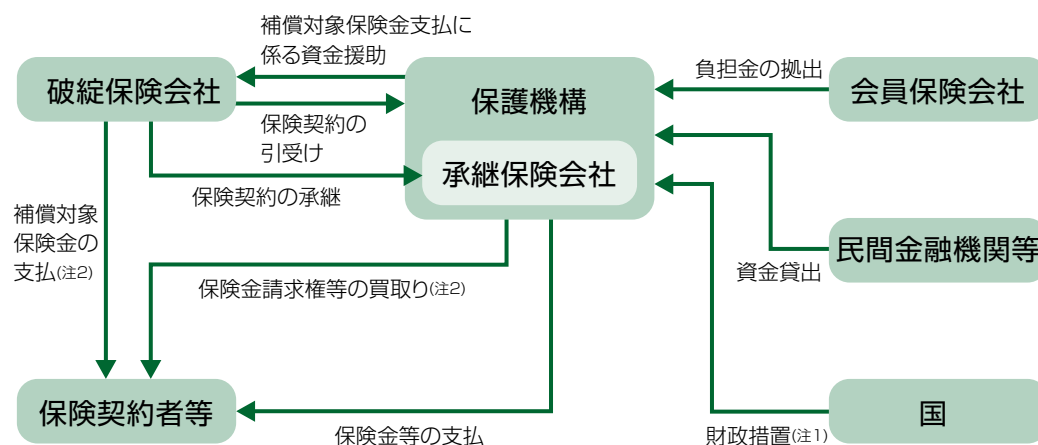 補償対象保険金支払に
係る資金援助
破綻保険会社
保護機構
負担金の拠出
会員保険会社
保険契約の
引受け
承継保険会社
保険契約の承継
補償対象
保険金の
支払(注2)
民間金融機関等
資金貸出
保険金請求権等の買取り(注2)
保険契約者等
保険金等の支払
財政措置(注1)
国